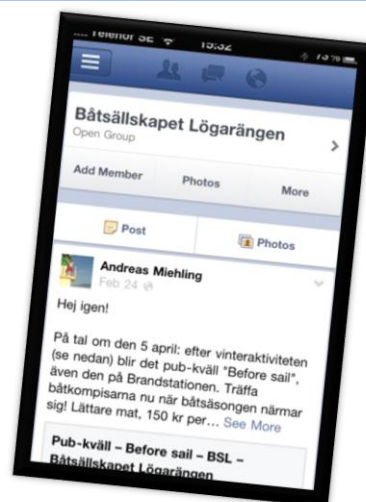 Telenor SE 15:32
Båtsällskapet Lögarängen
Open Group
Add Member Photos More
Post Photos
Andreas Miehling
Feb 24
Hej igen!
På tal om den 5 april: efter vinteraktiviteten
(se nedan) blir det pub-kväll "Before sail",
även den på Brandstationen. Träffa
båtkompisarna nu när båtsäsongen närmar
sig! Lättare mat, 150 kr per… See More
Pub-kväll – Before sail – BSL –
Båtsällskapet Lögarängen